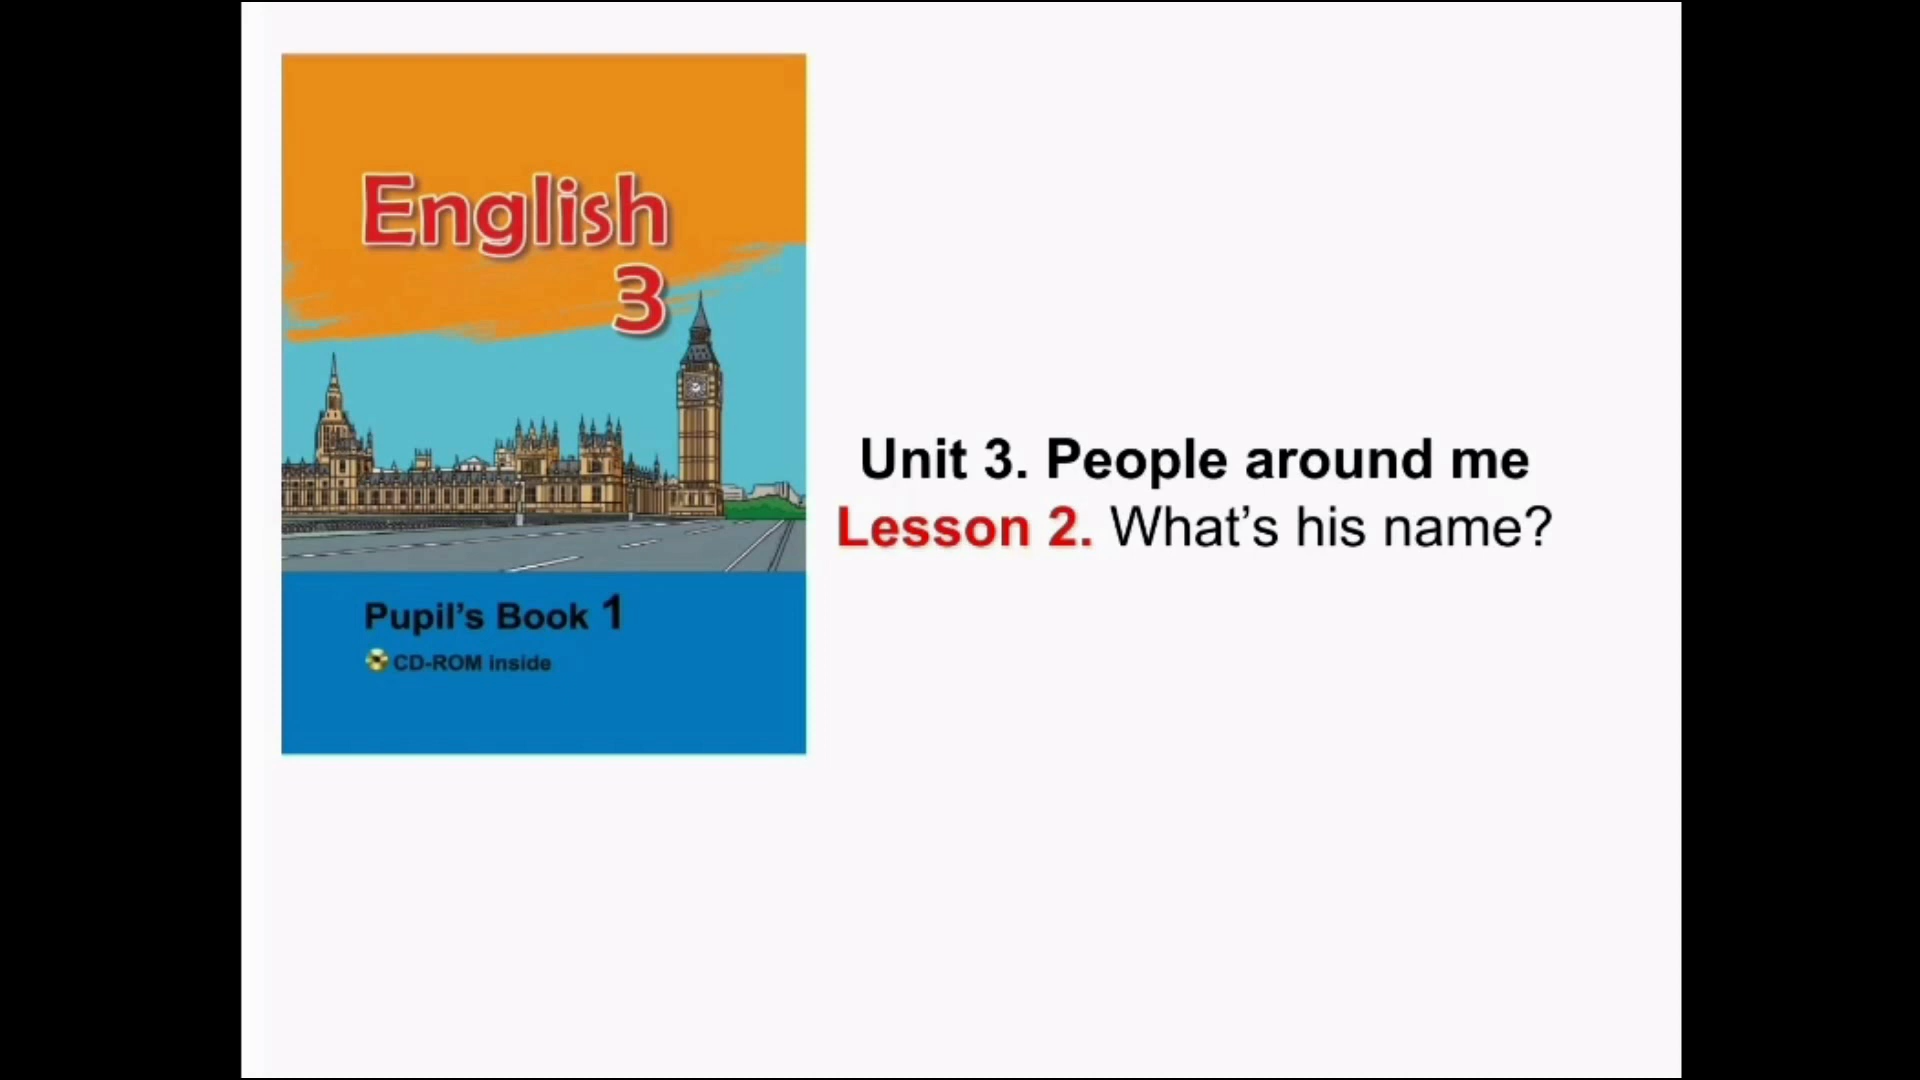 English
3
Pupil's Book 1
CD-ROM inside
Unit 3. People around me
Lesson 2. What's his name?